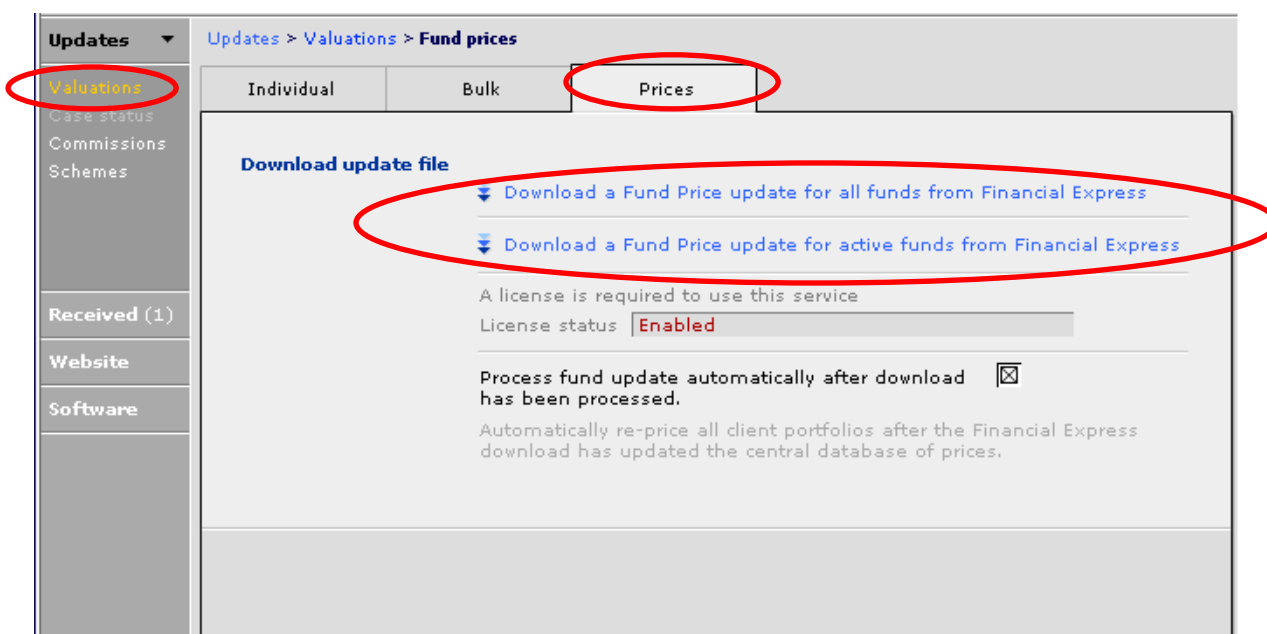 Updates
Updates > Valuations > Fund prices
Valuations
Case status
Commissions
Schemes
Received (1)
Website
Software
Individual
Bulk
Prices
Download update file
Download a Fund Price update for all funds from Financial Express
Download a Fund Price update for active funds from Financial Express
A license is required to use this service
License status Enabled
Process fund update automatically after download
has been processed.
Automatically re-price all client portfolios after the Financial Express
download has updated the central database of prices.